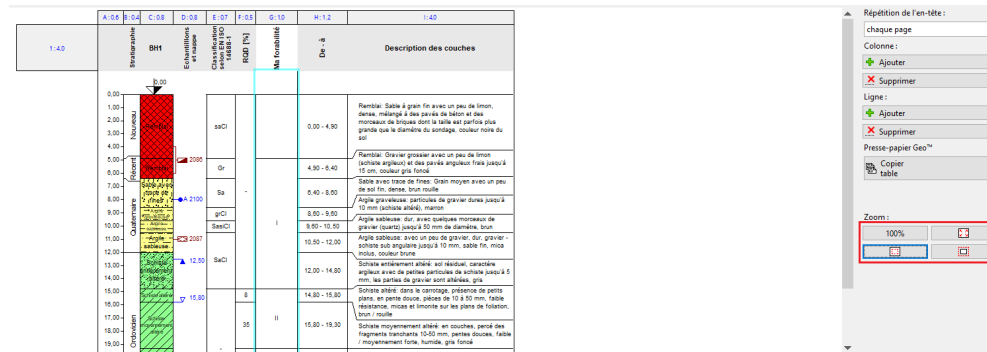 A:0,6 B:0,4 C:0,8 D:0,8 E:0,7 F:0,5 G:1,0 H:1,2 I:4,0
1:4.0
Stratigraphie
BH1
Echantillons
et nappe
Classification
selon EN ISO
14688-1
RQD [%]
Ma forabilité
De - à
Description des couches
0,00
0,00
1,00
2,00
3,00
4,00
5,00
6,00
7,00
8,00
9,00
10,00
11,00
12,00
13,00
14,00
15,00
16,00
17,00
18,00
19,00
Nouveau
Récent
Quaternaire
Ordovicien
Sable avec
trace de
fines
Argile
sableuse
Schiste
entièrement
altéré
Schiste
moyennement
altéré
2086
A 2100
2087
12,50
15,80
saCl
Gr
Sa
grCl
SasiCl
SaCl
-
8
35
I
II
0,00 - 4,90
4,90 - 6,40
6,40 - 8,60
8,60 - 9,60
9,60 - 10,50
10,50 - 12,00
12,00 - 14,80
14,80 - 15,80
15,80 - 19,30
Remblai: Sable à grain fin avec un peu de limon,
dense, mélangé à des pavés de béton et des
morceaux de briques dont la taille est parfois plus
grande que le diamètre du sondage, couleur noire du
sol
Remblai: Gravier grossier avec un peu de limon
(schiste argileux) et des pavés anguleux frais jusqu'à
15 cm, couleur gris foncé
Sable avec trace de fines: Grain moyen avec un peu
de sol fin, dense, brun rouille
Argile graveleuse: particules de gravier dures jusqu'à
10 mm (schiste altéré), marron
Argile sableuse: dur, avec quelques morceaux de
gravier (quartz) jusqu'à 50 mm de diamètre, brun
Argile sableuse: avec un peu de gravier, dur, gravier -
schiste sub angulaire jusqu'à 10 mm, sable fin, mica
inclus, couleur brune
Schiste entièrement altéré: sol résiduel, caractère
argileux avec de petites particules de schiste jusqu'à 5
mm, les parties de gravier sont altérées, gris
Schiste altéré: dans le carrotage, présence de petits
plans, en pente douce, pièces de 10 à 50 mm, faible
résistance, micas et limonite sur les plans de foliation,
brun / rouille
Schiste moyennement altéré: en couches, percé des
fragments tranchants 10-50 mm, pentes douces, faible
/ moyennement forte, humide, gris foncé
Répétition de l'en-tête :
chaque page
Colonne :
Ajouter
Supprimer
Ligne :
Ajouter
Supprimer
Presse-papier Geo™
Copier
table
Zoom :
100%